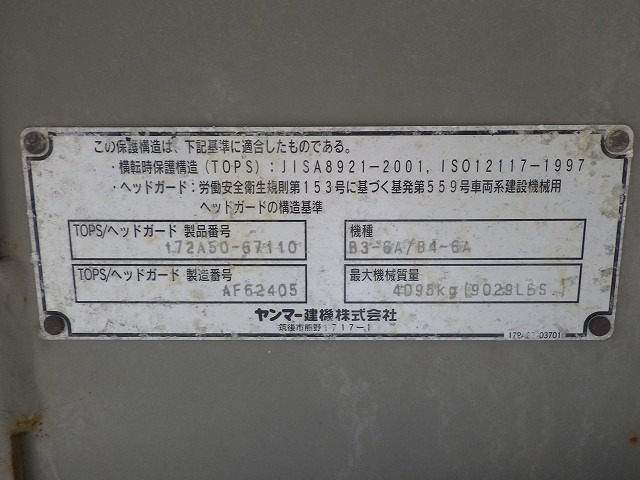 この保護構造は、下記基準に適合したものである。
・横転時保護構造（TOPS）：JISA8921-2001, ISO12117-1997
・ヘッドガード：労働安全衛生規則第153号に基づく基発第559号車両系建設機械用
ヘッドガードの構造基準
TOPS/ヘッドガード 製品番号
172A50-67110
機種
B3-6A/B4-6A
TOPS/ヘッドガード 製造番号
AF62405
最大機械質量
4095kg(9029LBS.)
ヤンマー建機株式会社
筑後市熊野1717-1